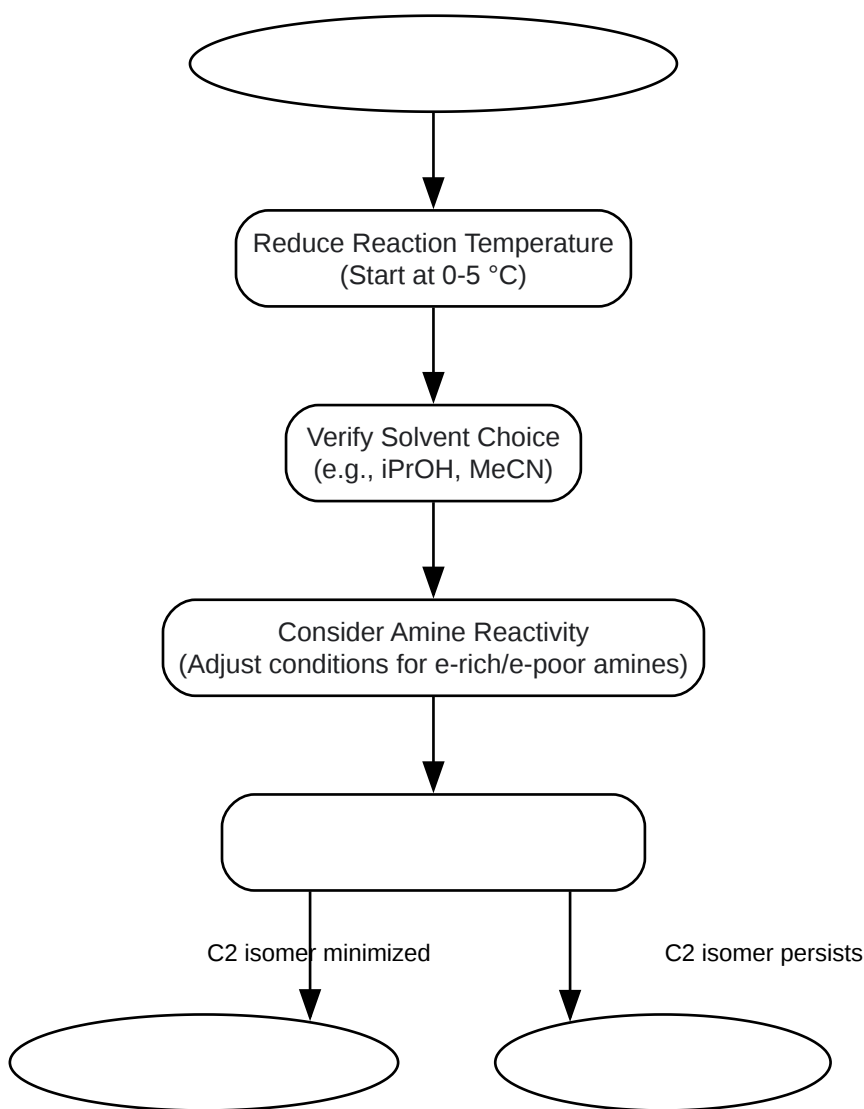 Reduce Reaction Temperature
(Start at 0-5 °C)
Verify Solvent Choice
(e.g., iPrOH, MeCN)
Consider Amine Reactivity
(Adjust conditions for e-rich/e-poor amines)
C2 isomer minimized
C2 isomer persists